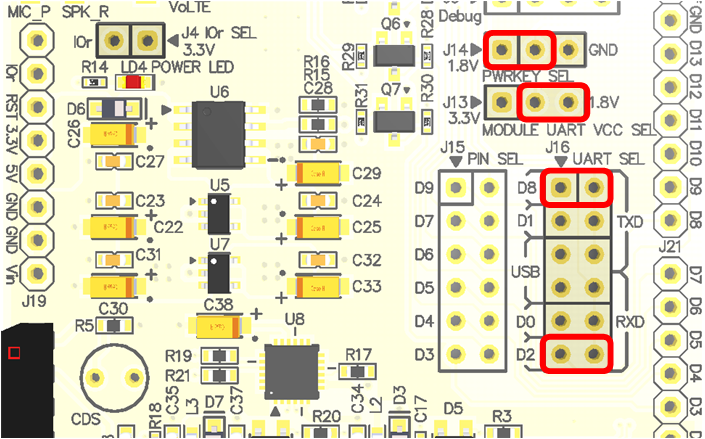 MIC_P SPK_R
VoLTE
IOr
J4 IOr SEL
3.3V
R14
LD4 POWER LED
IOr
RST
3.3V
5V
GND
GND
Vin
J19
D6
C26
C27
C23
C22
C31
C30
R5
CDS
U6
U5
U7
C38
U8
R19
R21
R16
R15
C28
C29
C24
C25
C32
C33
R17
R18
C35
L3
D7
C37
R20
C34
L2
D3
C17
D5
R3
Q6
R29
R28
Q7
R31
R30
Debug
J14
1.8V
GND
PWRKEY SEL
J13
3.3V
1.8V
MODULE UART VCC SEL
J15
PIN SEL
D9
D7
D6
D5
D4
D3
J16
UART SEL
D8
D1
USB
D0
D2
TXD
RXD
GND
D13
D12
D11
D10
D9
D8
J21
D7
D6
D5
D4
D3